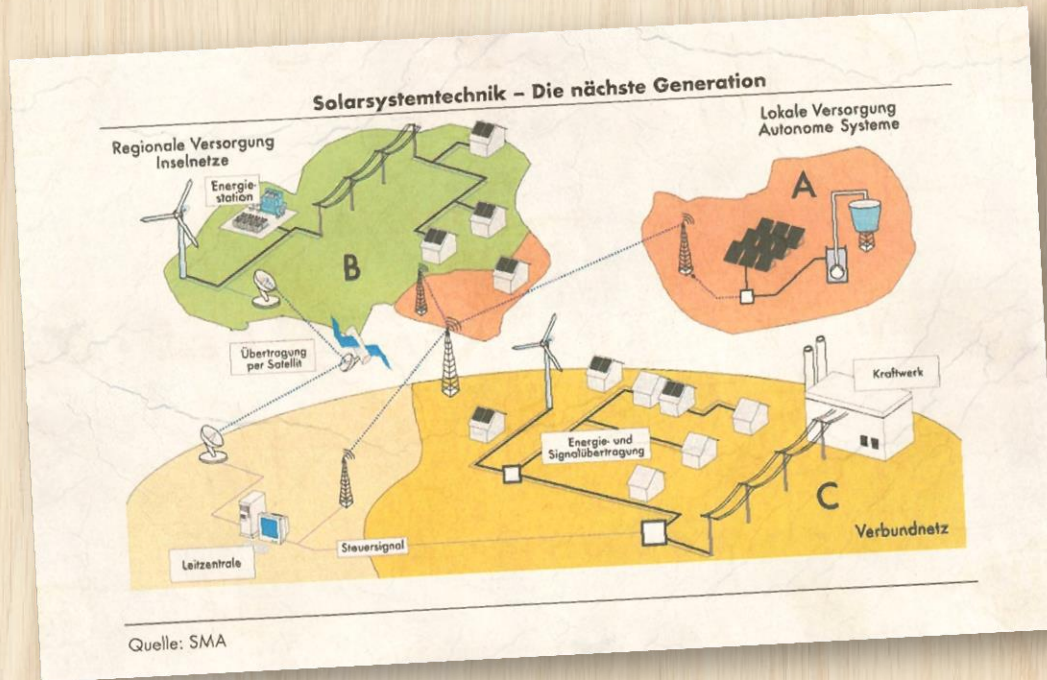 Solarsystemtechnik – Die nächste Generation
Regionale Versorgung
Inselnetze
Lokale Versorgung
Autonome Systeme
Energie-
station
A
B
Übertragung
per Satellit
Kraftwerk
Energie- und
Signalübertragung
C
Verbundnetz
Steuersignal
Leitzentrale
Quelle: SMA